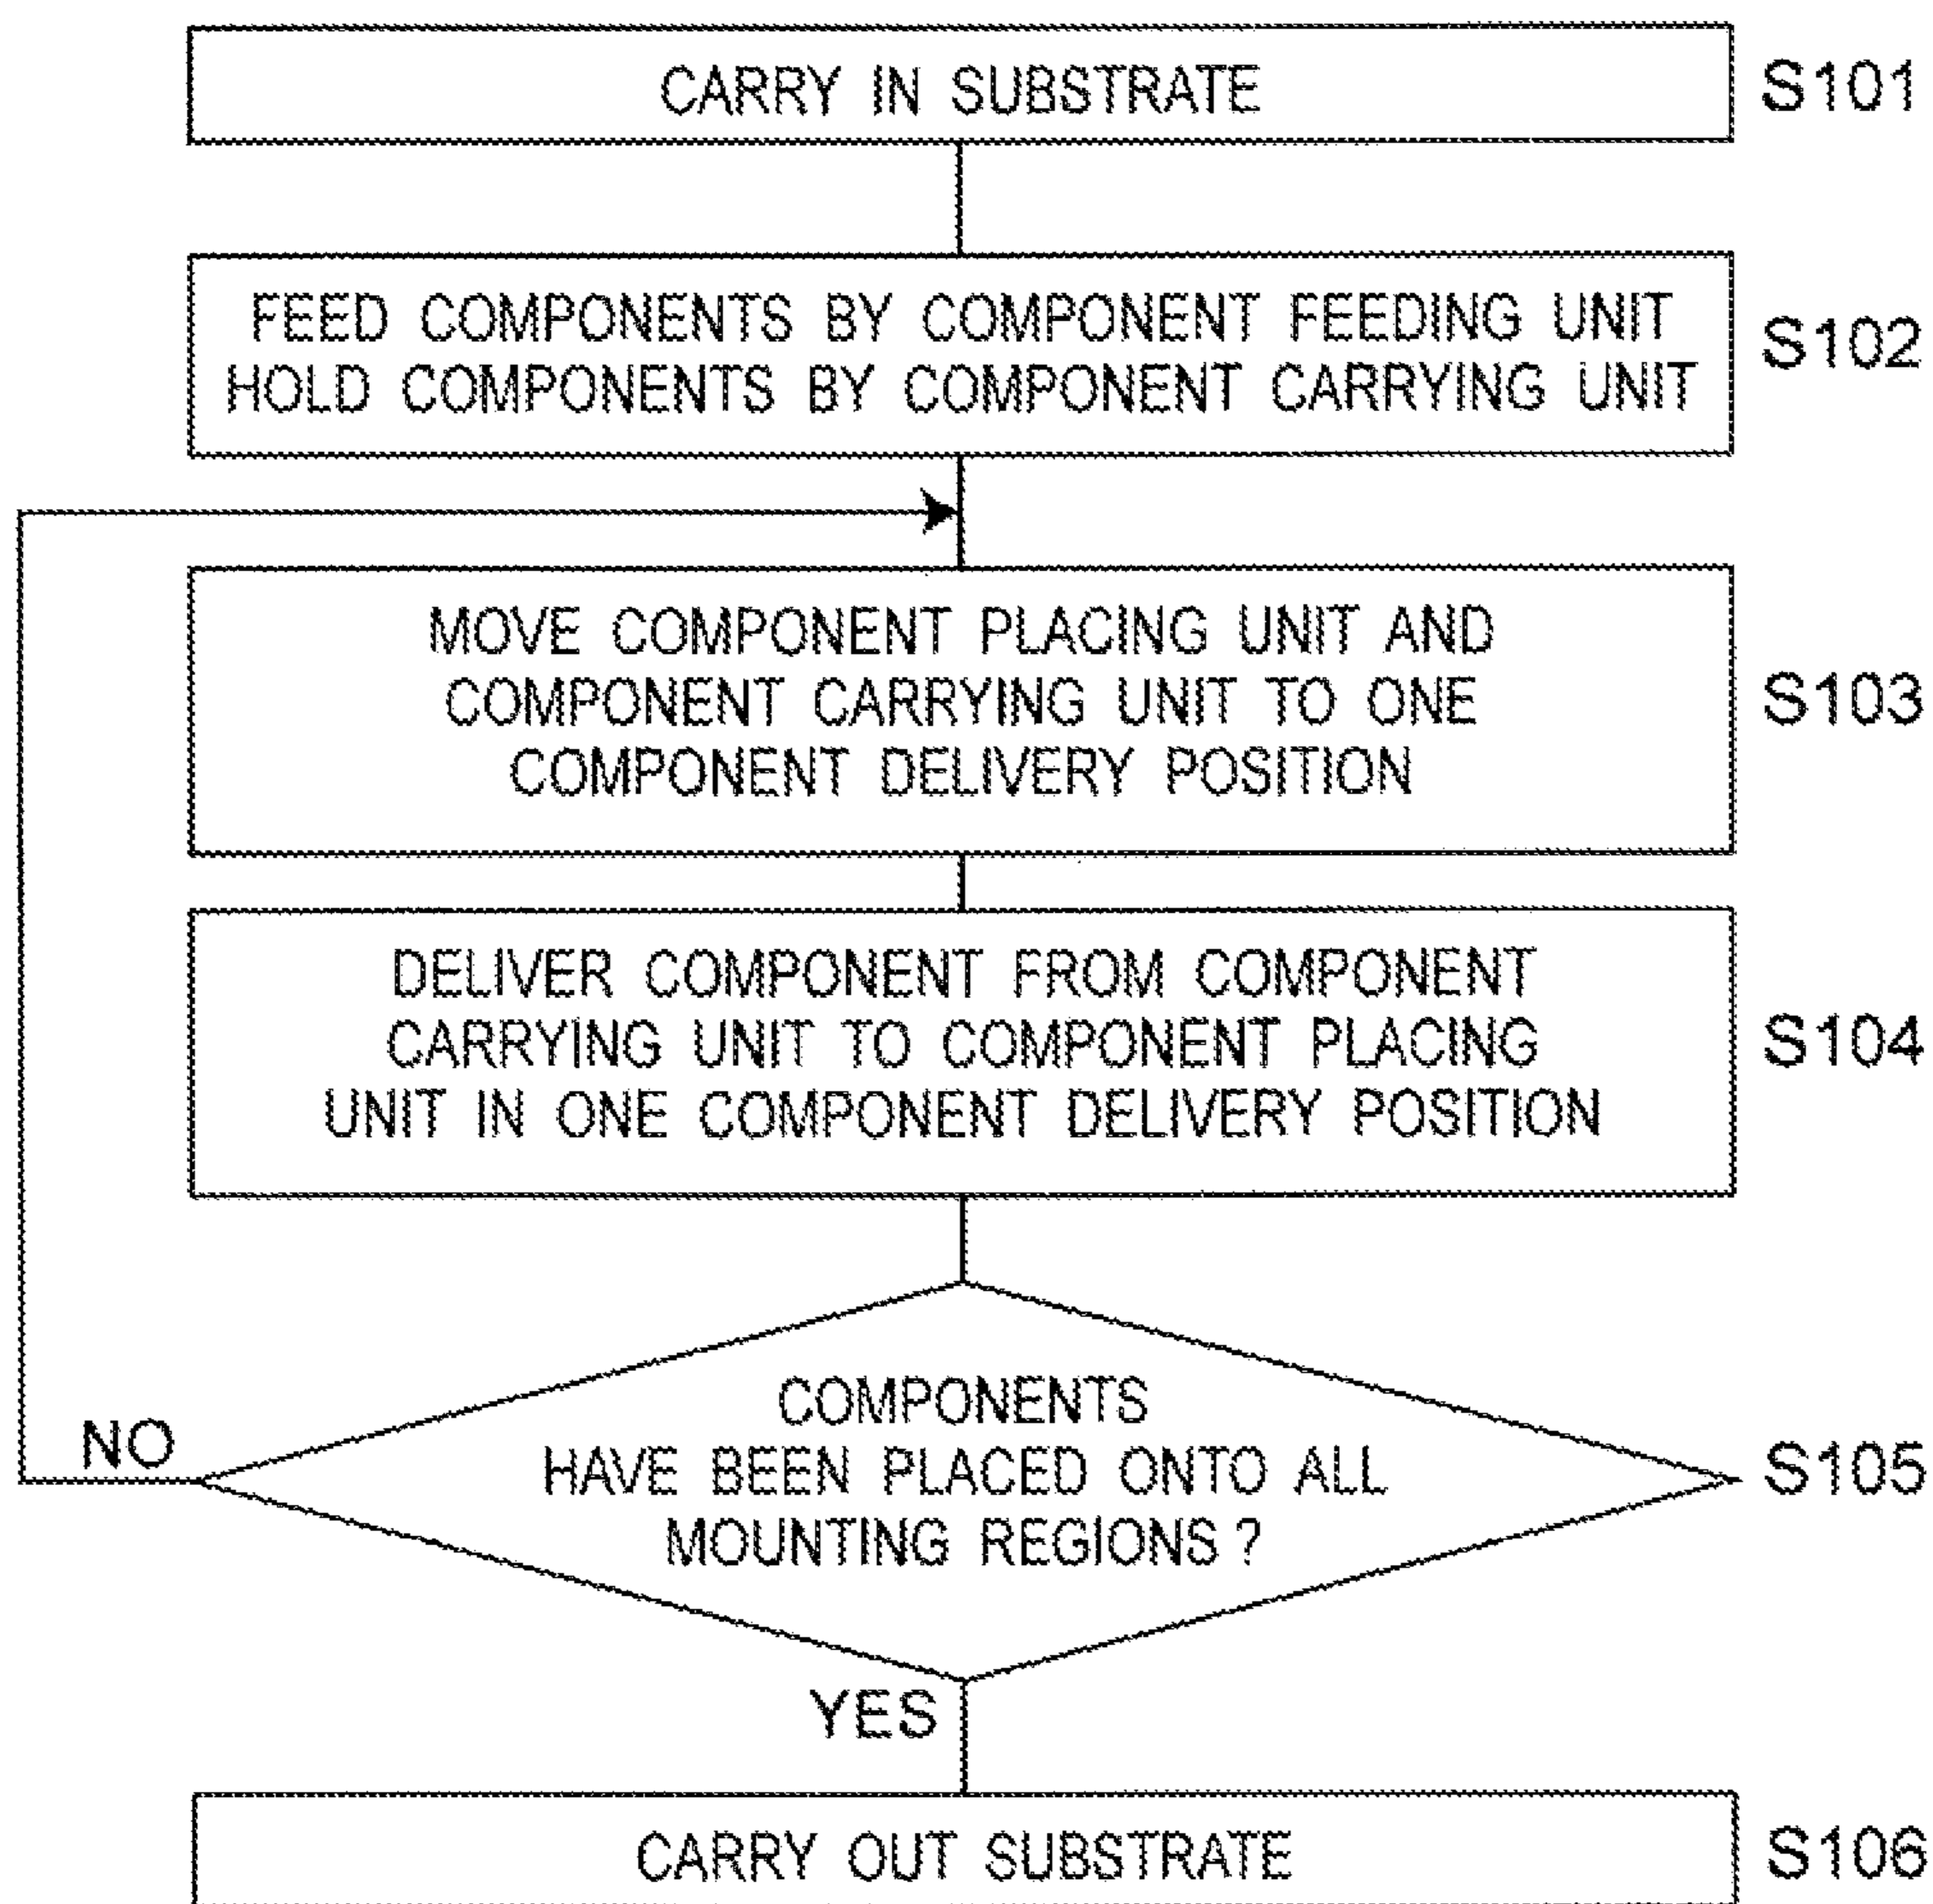 CARRY IN SUBSTRATE
S101
FEED COMPONENTS BY COMPONENT FEEDING UNIT
HOLD COMPONENTS BY COMPONENT CARRYING UNIT
S102
MOVE COMPONENT PLACING UNIT AND
COMPONENT CARRYING UNIT TO ONE
COMPONENT DELIVERY POSITION
S103
DELIVER COMPONENT FROM COMPONENT
CARRYING UNIT TO COMPONENT PLACING
UNIT IN ONE COMPONENT DELIVERY POSITION
S104
COMPONENTS
HAVE BEEN PLACED ONTO ALL
MOUNTING REGIONS ?
S105
NO
YES
CARRY OUT SUBSTRATE
S106